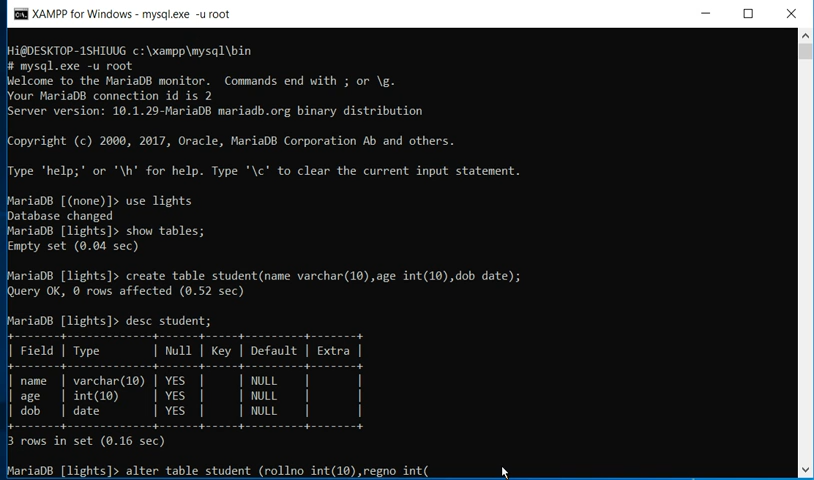 XAMPP for Windows - mysql.exe  -u root
Hi@DESKTOP-1SHIUUG c:\xampp\mysql\bin
# mysql.exe -u root
Welcome to the MariaDB monitor.  Commands end with ; or \g.
Your MariaDB connection id is 2
Server version: 10.1.29-MariaDB mariadb.org binary distribution
Copyright (c) 2000, 2017, Oracle, MariaDB Corporation Ab and others.
Type 'help;' or '\h' for help. Type '\c' to clear the current input statement.
MariaDB [(none)]> use lights
Database changed
MariaDB [lights]> show tables;
Empty set (0.04 sec)
MariaDB [lights]> create table student(name varchar(10),age int(10),dob date);
Query OK, 0 rows affected (0.52 sec)
MariaDB [lights]> desc student;
+-------+-------------+------+-----+---------+-------+
| Field | Type        | Null | Key | Default | Extra |
+-------+-------------+------+-----+---------+-------+
| name  | varchar(10) | YES  |     | NULL    |       |
| age   | int(10)     | YES  |     | NULL    |       |
| dob   | date        | YES  |     | NULL    |       |
+-------+-------------+------+-----+---------+-------+
3 rows in set (0.16 sec)
MariaDB [lights]> alter table student (rollno int(10),regno int(